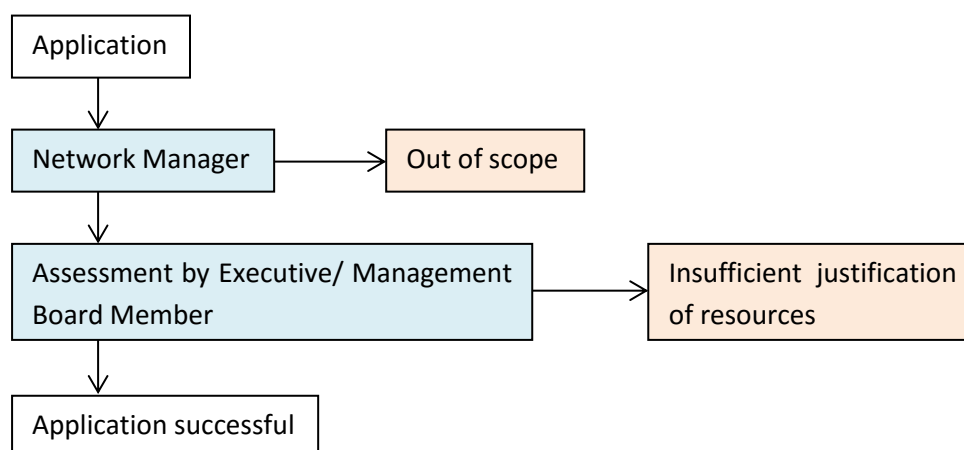 Application
Network Manager
Out of scope
Assessment by Executive/ Management
Board Member
Insufficient justification
of resources
Application successful